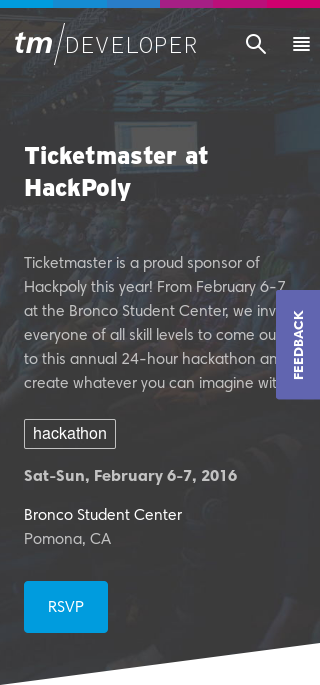 tm/DEVELOPER
Ticketmaster at
HackPoly
Ticketmaster is a proud sponsor of
Hackpoly this year! From February 6-7,
at the Bronco Student Center, we inv
everyone of all skill levels to come ou
to this annual 24-hour hackathon an
create whatever you can imagine wit
FEEDBACK
hackathon
Sat-Sun, February 6-7, 2016
Bronco Student Center
Pomona, CA
RSVP